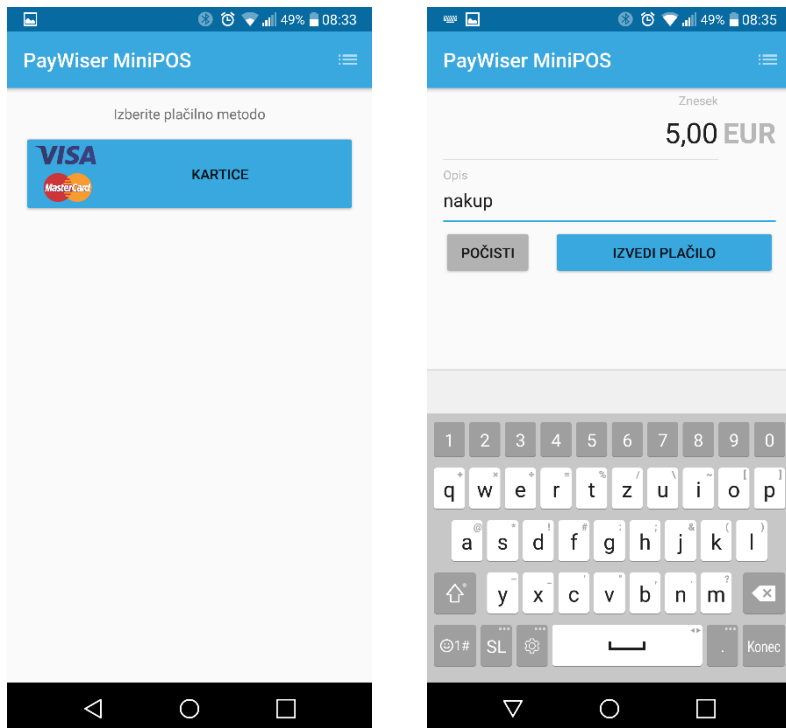 49% 08:33
PayWiser MiniPOS
Izberite plačilno metodo
VISA
MasterCard
KARTICE
49% 08:35
PayWiser MiniPOS
Znesek
5,00 EUR
Opis
nakup
POČISTI IZVEDI PLAČILO
1 2 3 4 5 6 7 8 9 0
+ × ÷ = % / \ ~ [ ]
q w e r t z u i o p
@ * ! # : ; & ( )
a s d f g h j k l
- _ ' " , ?
y x c v b n m
1# SL . Konec